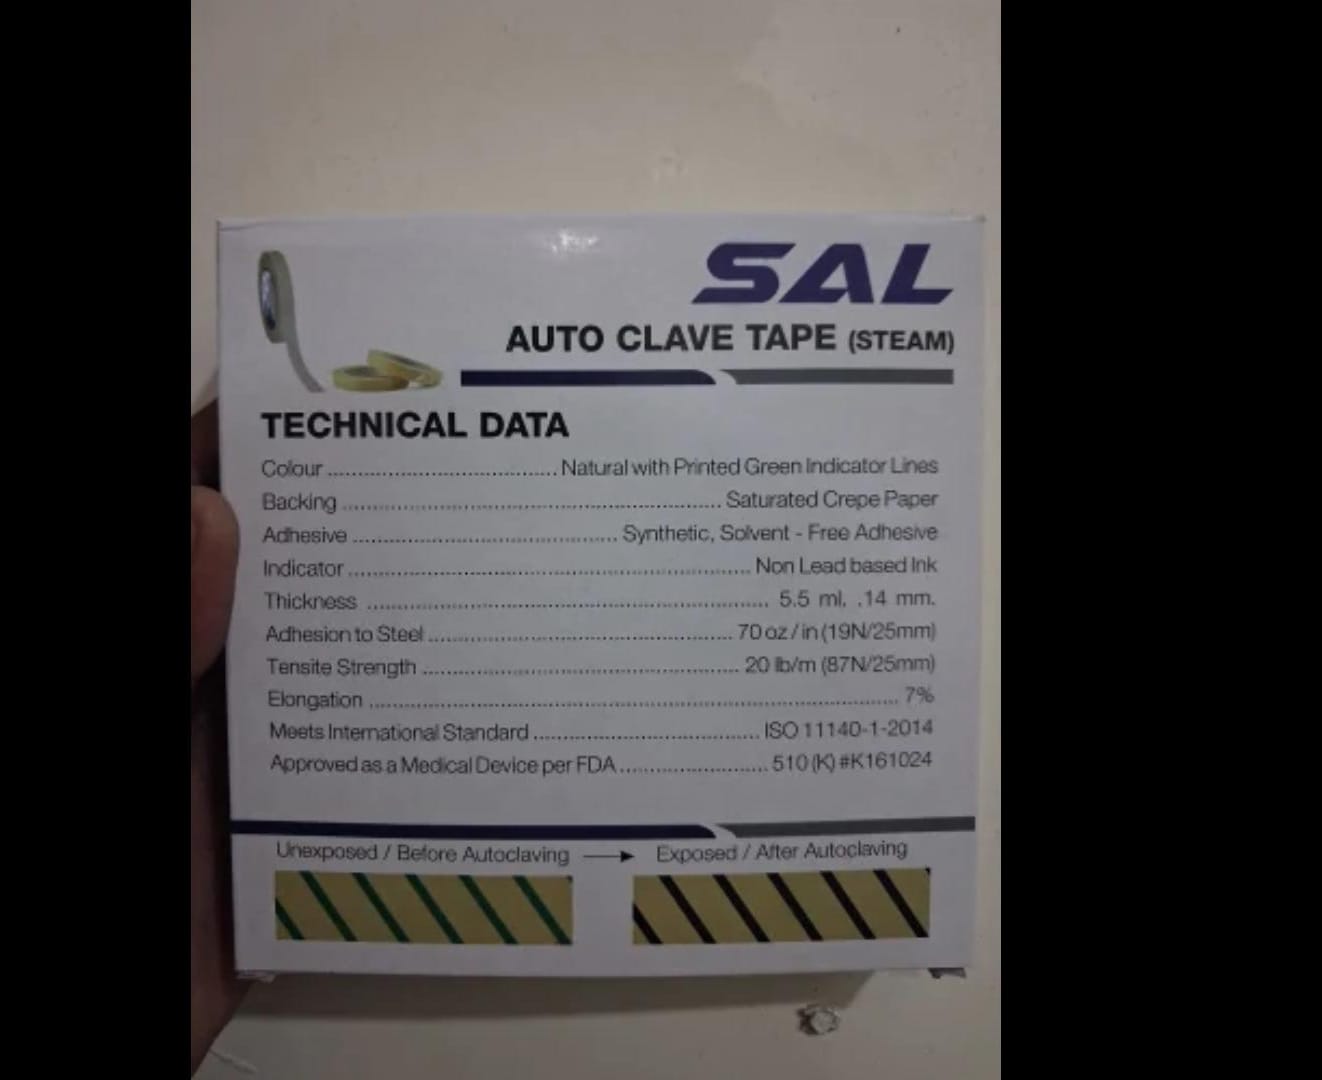 SAL
AUTO CLAVE TAPE (STEAM)
TECHNICAL DATA
Colour ........................................ Natural with Printed Green Indicator Lines
Backing ........................................ Saturated Crepe Paper
Adhesive ........................................ Synthetic, Solvent - Free Adhesive
Indicator ........................................ Non Lead based Ink
Thickness ........................................ 5.5 ml, .14 mm.
Adhesion to Steel ........................................ 70 oz / in (19N/25mm)
Tensite Strength ........................................ 20 lb/m (87N/25mm)
Elongation ........................................ 7%
Meets International Standard ........................................ ISO 11140-1-2014
Approved as a Medical Device per FDA ........................................ 510 (K) #K161024
Unexposed / Before Autoclaving Exposed / After Autoclaving